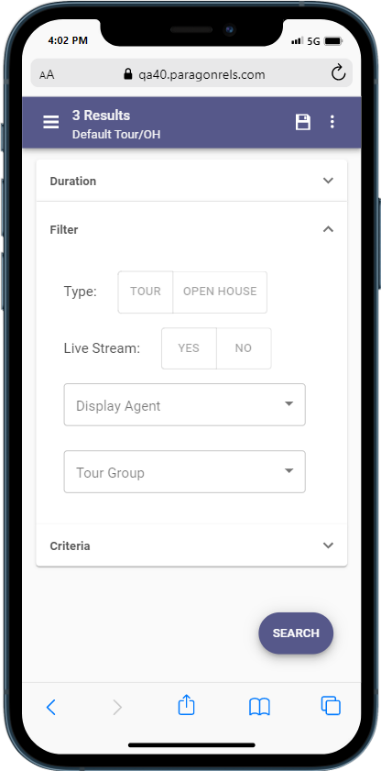 4:02 PM
5G
AA
qa40.paragonrels.com
3 Results
Default Tour/OH
Duration
Filter
Type: TOUR OPEN HOUSE
Live Stream: YES NO
Display Agent
Tour Group
Criteria
SEARCH